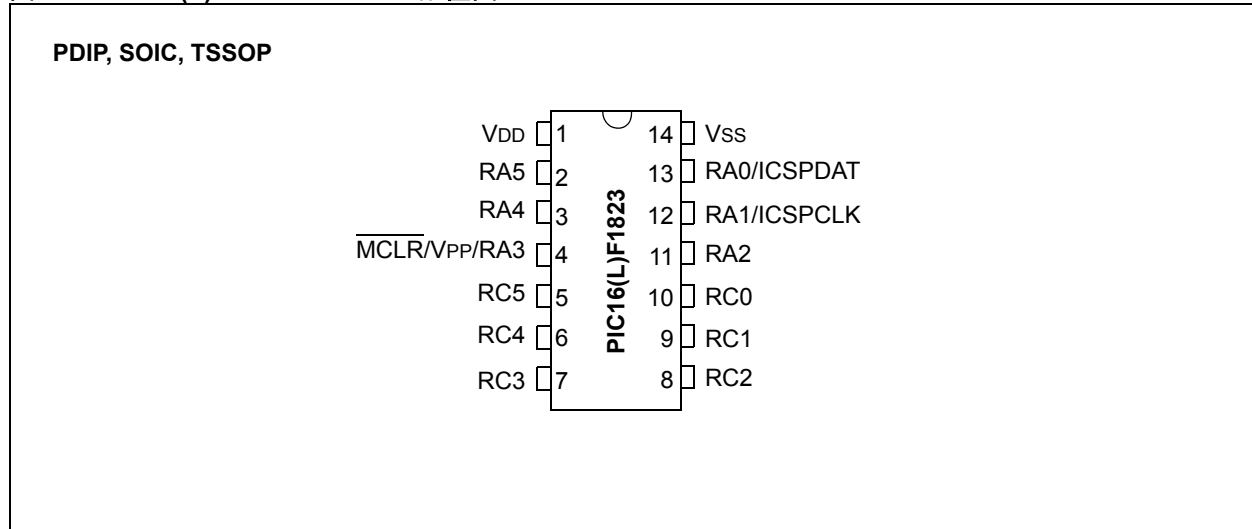 PDIP, SOIC, TSSOP
VDD 1 14 VSS
RA5 2 13 RA0/ICSPDAT
RA4 3 12 RA1/ICSPCLK
MCLR/VPP/RA3 4 11 RA2
RC5 5 10 RC0
RC4 6 9 RC1
RC3 7 8 RC2
PIC16(L)F1823